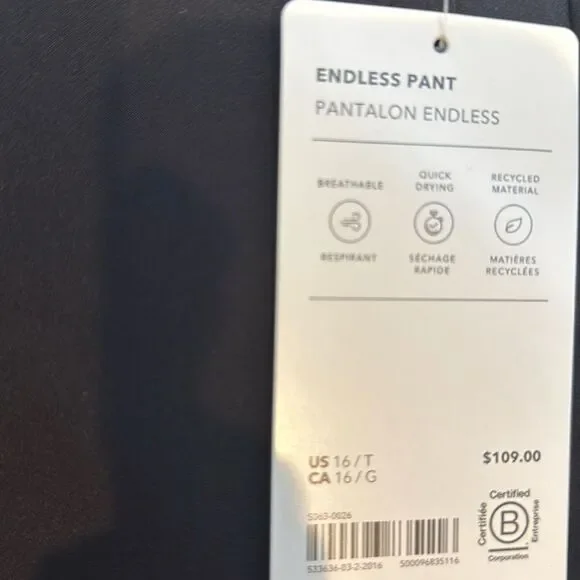 ENDLESS PANT
PANTALON ENDLESS
BREATHABLE
QUICK
DRYING
RECYCLED
MATERIAL
RESPIRANT
SÉCHAGE
RAPIDE
MATIÈRES
RECYCLÉES
US 16/T
CA 16/G
$109.00
S063-0026
533636-03-2-2016
500096835116
Certified
Certifiée
B
Entreprise
Corporation